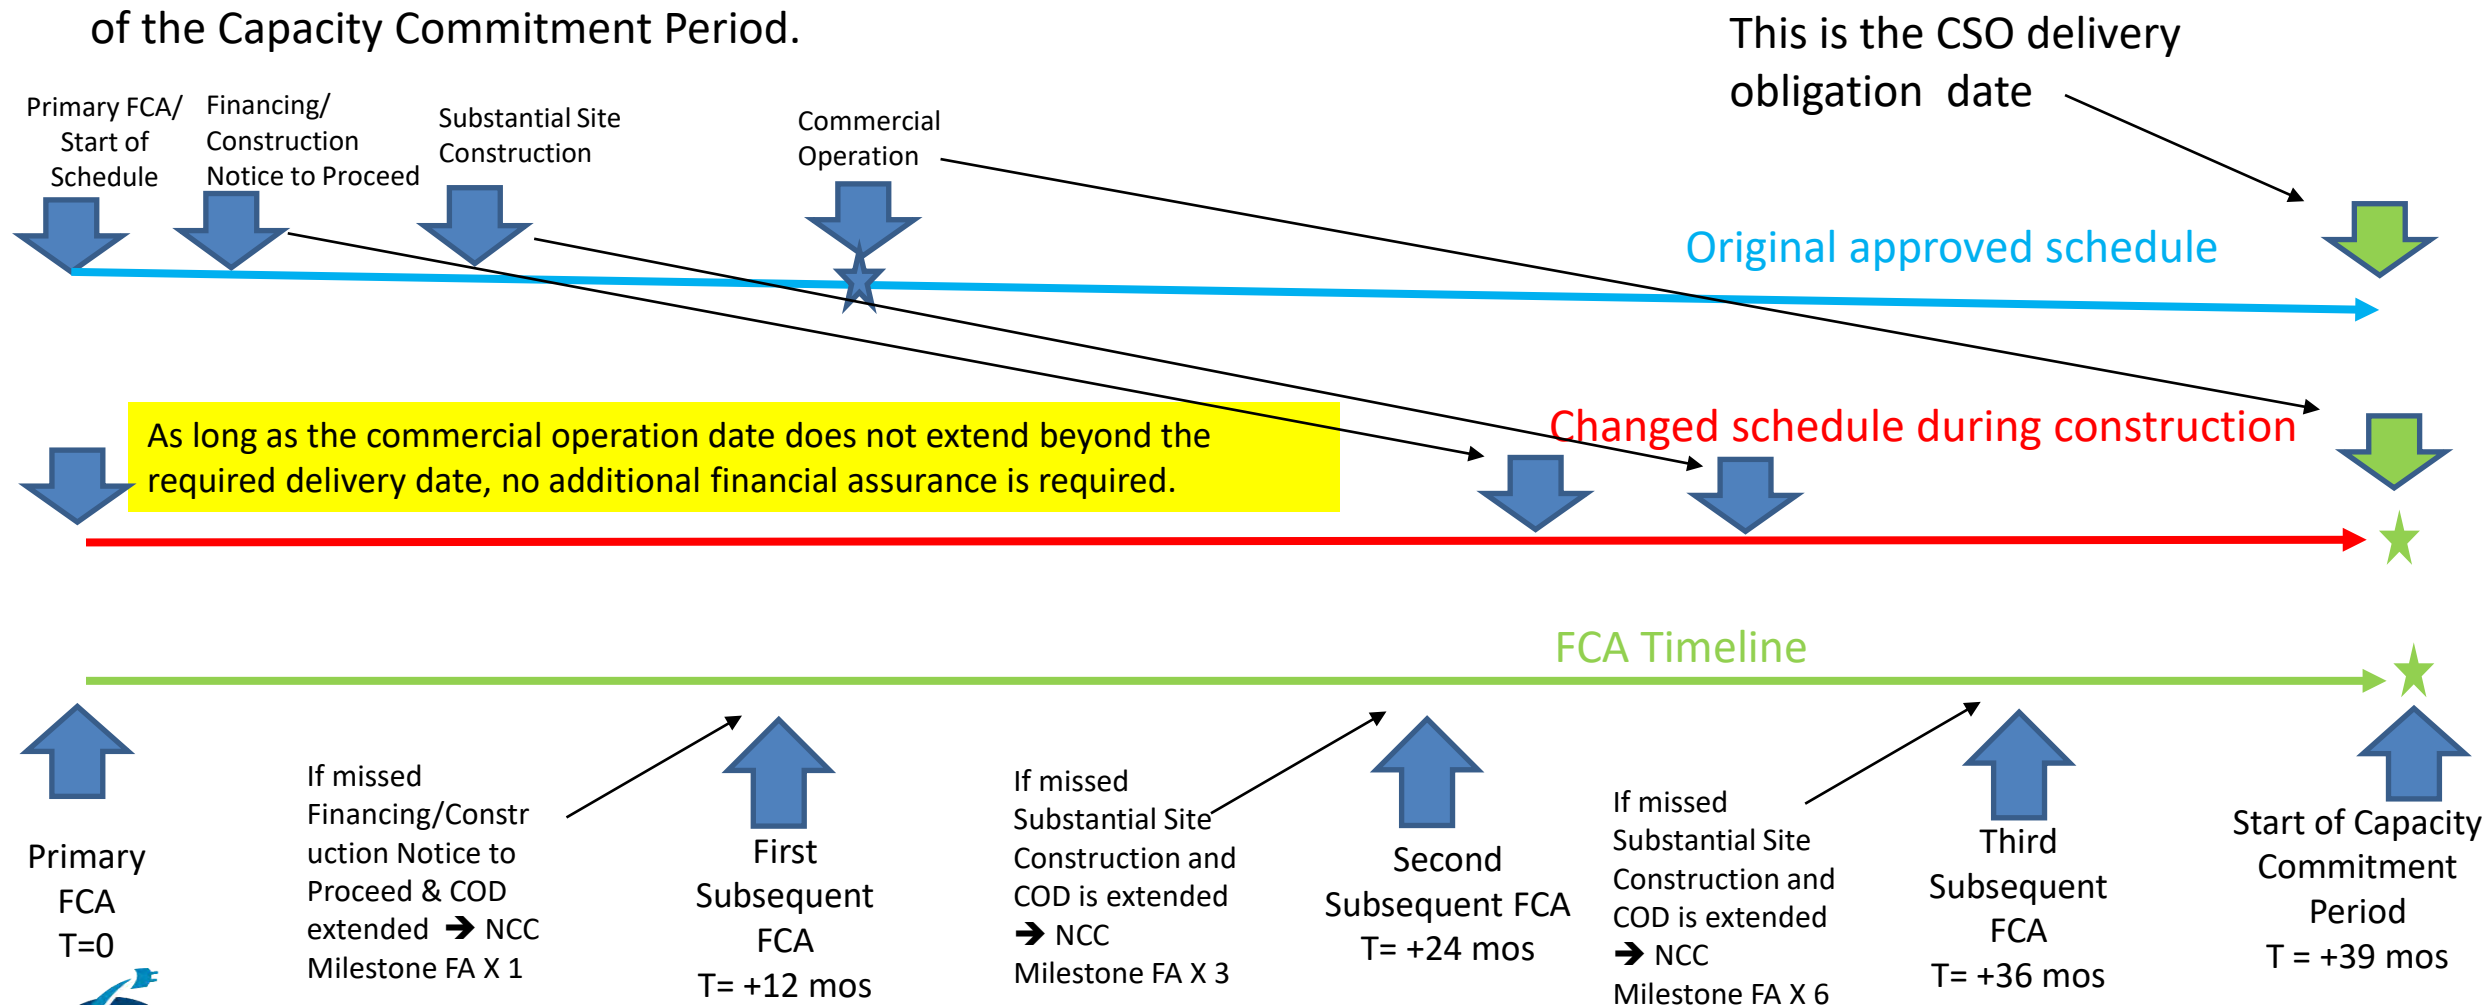 of the Capacity Commitment Period.
This is the CSO delivery
obligation date
Primary FCA/
Start of
Schedule
Financing/
Construction
Notice to Proceed
Substantial Site
Construction
Commercial
Operation
Original approved schedule
As long as the commercial operation date does not extend beyond the
required delivery date, no additional financial assurance is required.
Changed schedule during construction
FCA Timeline
Primary
FCA
T=0
If missed
Financing/Constr
uction Notice to
Proceed & COD
extended ➔ NCC
Milestone FA X 1
First
Subsequent
FCA
T= +12 mos
If missed
Substantial Site
Construction and
COD is extended
➔ NCC
Milestone FA X 3
Second
Subsequent FCA
T= +24 mos
If missed
Substantial Site
Construction and
COD is extended
➔ NCC
Milestone FA X 6
Third
Subsequent
FCA
T= +36 mos
Start of Capacity
Commitment
Period
T = +39 mos